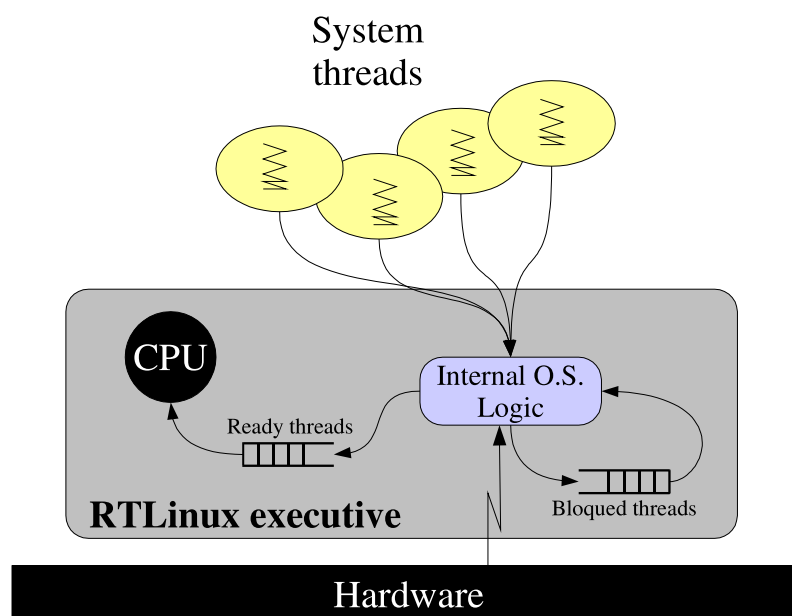 System
threads
CPU
Internal O.S.
Logic
Ready threads
Bloqued threads
RTLinux executive
Hardware